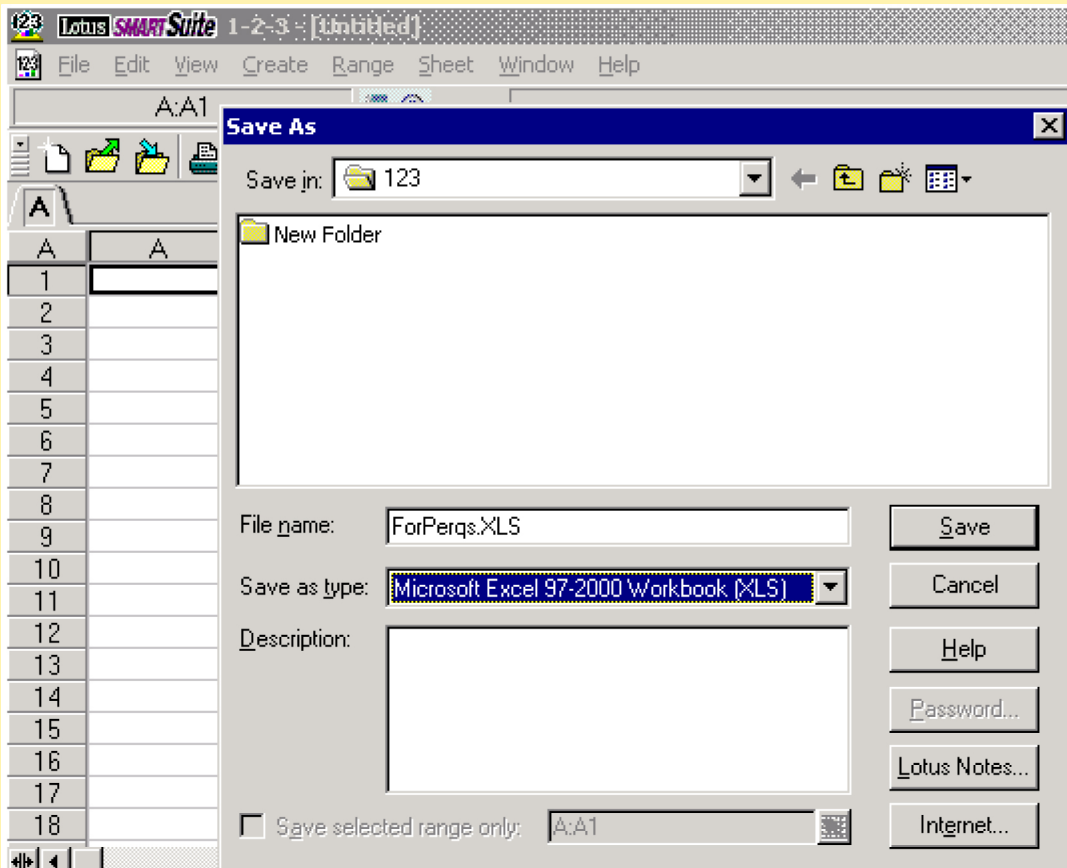 123 Lotus SMARTSuite 1-2-3 - [Untitled]
123 File Edit View Create Range Sheet Window Help
A:A1
Save As
Save in: 123
A
New Folder
A A
1
2
3
4
5
6
7
8
9
10
11
12
13
14
15
16
17
18
File name: ForPerqs.XLS Save
Save as type: Microsoft Excel 97-2000 Workbook (XLS) Cancel
Description: Help
Password...
Lotus Notes...
Save selected range only: A:A1 Internet...